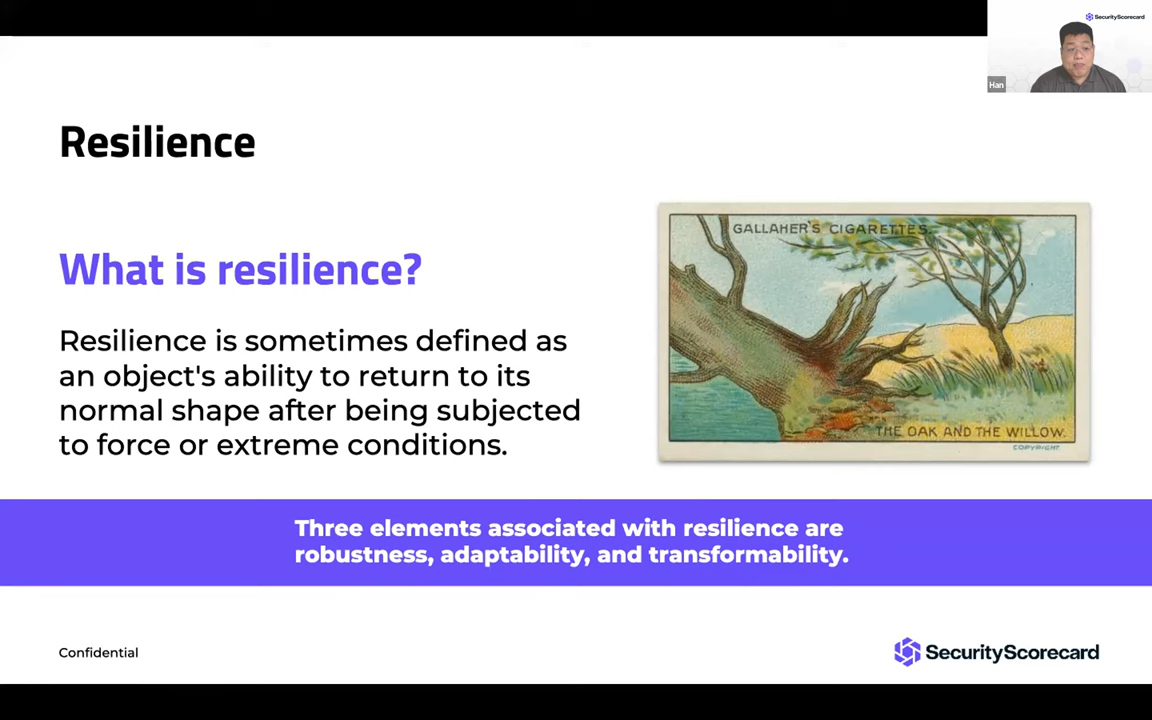 SecurityScorecard
Han
Resilience
What is resilience?
Resilience is sometimes defined as
an object's ability to return to its
normal shape after being subjected
to force or extreme conditions.
GALLAHER'S CIGARETTES.
THE OAK AND THE WILLOW.
COPYRIGHT
Three elements associated with resilience are
robustness, adaptability, and transformability.
Confidential
SecurityScorecard